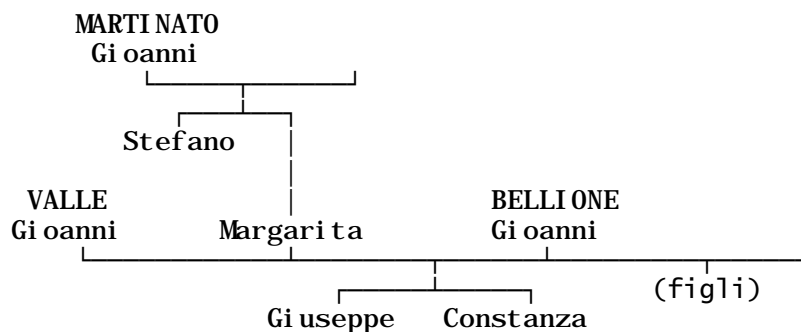 MARTINATO
Gioanni
Stefano
VALLE BELLIONE
Gioanni Margarita Gioanni
(figli)
Giuseppe Constanza